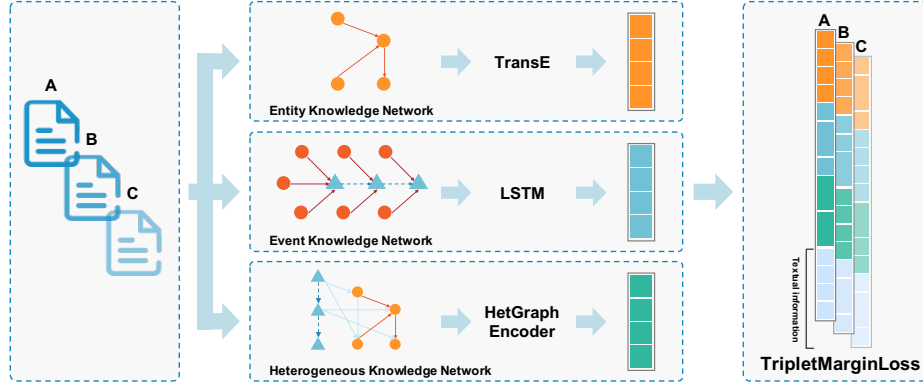 A
B
C
TransE
Entity Knowledge Network
LSTM
Event Knowledge Network
HetGraph
Encoder
Heterogeneous Knowledge Network
A
B
C
Textual information
TripletMarginLoss